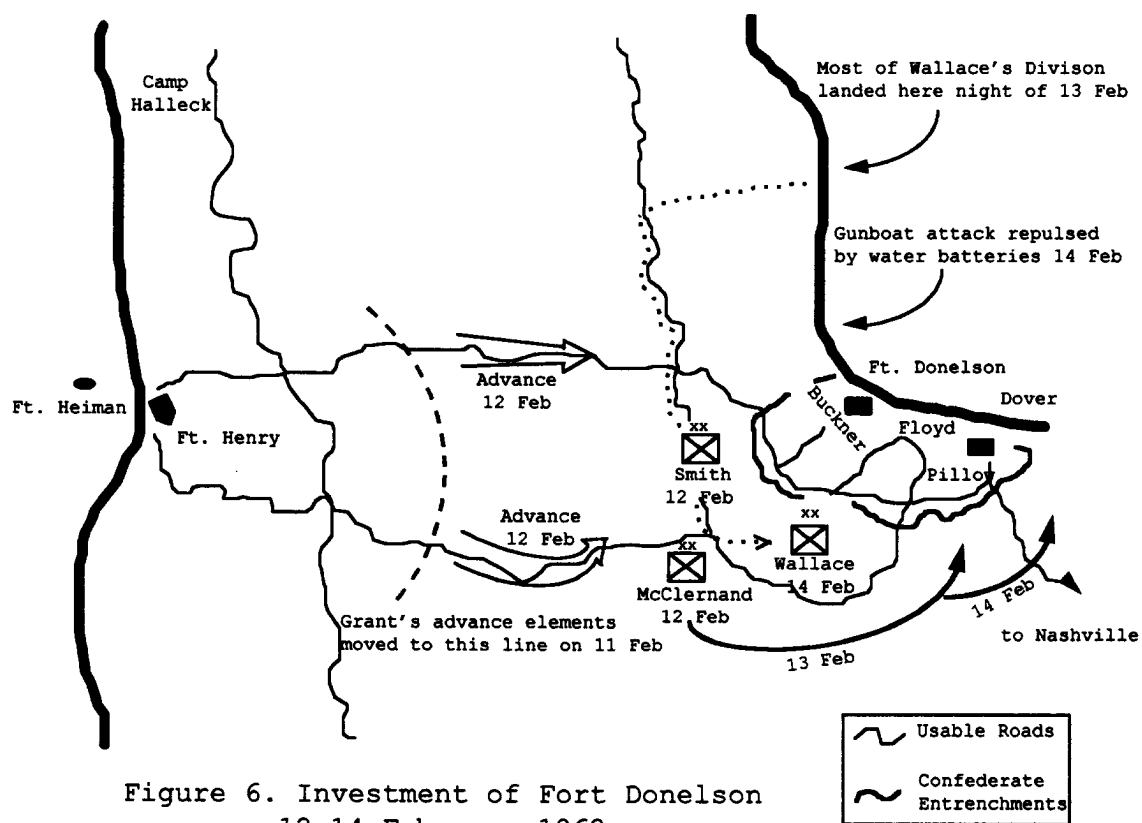 Camp
Halleck
Most of Wallace's Divison
landed here night of 13 Feb
Gunboat attack repulsed
by water batteries 14 Feb
Ft. Heiman
Ft. Henry
Advance
12 Feb
Ft. Donelson
Dover
Buckner
Floyd
Pillow
xx
Smith
12 Feb
Advance
12 Feb
xx
Wallace
14 Feb
xx
McClernand
12 Feb
Grant's advance elements
moved to this line on 11 Feb
13 Feb
14 Feb
to Nashville
Usable Roads
Confederate
Entrenchments
Figure 6. Investment of Fort Donelson